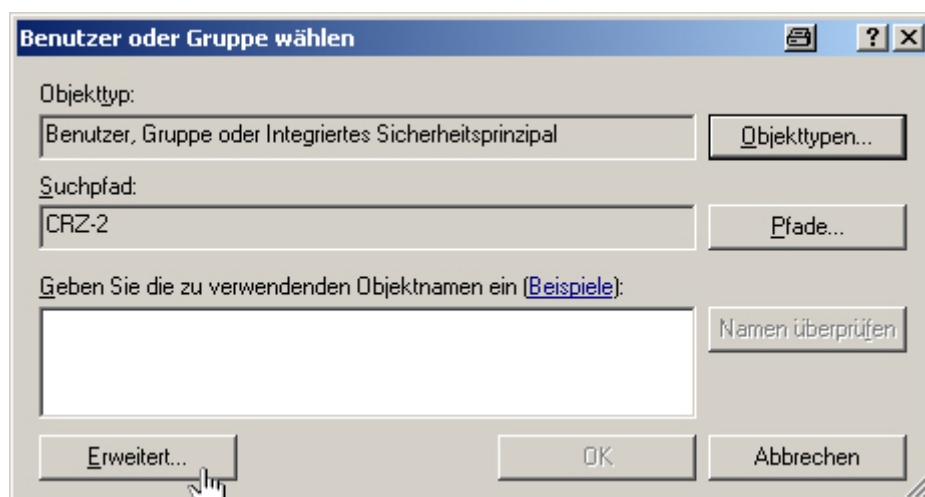 Benutzer oder Gruppe wählen
Objekttyp:
Benutzer, Gruppe oder Integriertes Sicherheitsprinzipal
Objekttypen...
Suchpfad:
CRZ-2
Pfade...
Geben Sie die zu verwendenden Objektnamen ein (Beispiele):
Namen überprüfen
Erweitert...
OK
Abbrechen